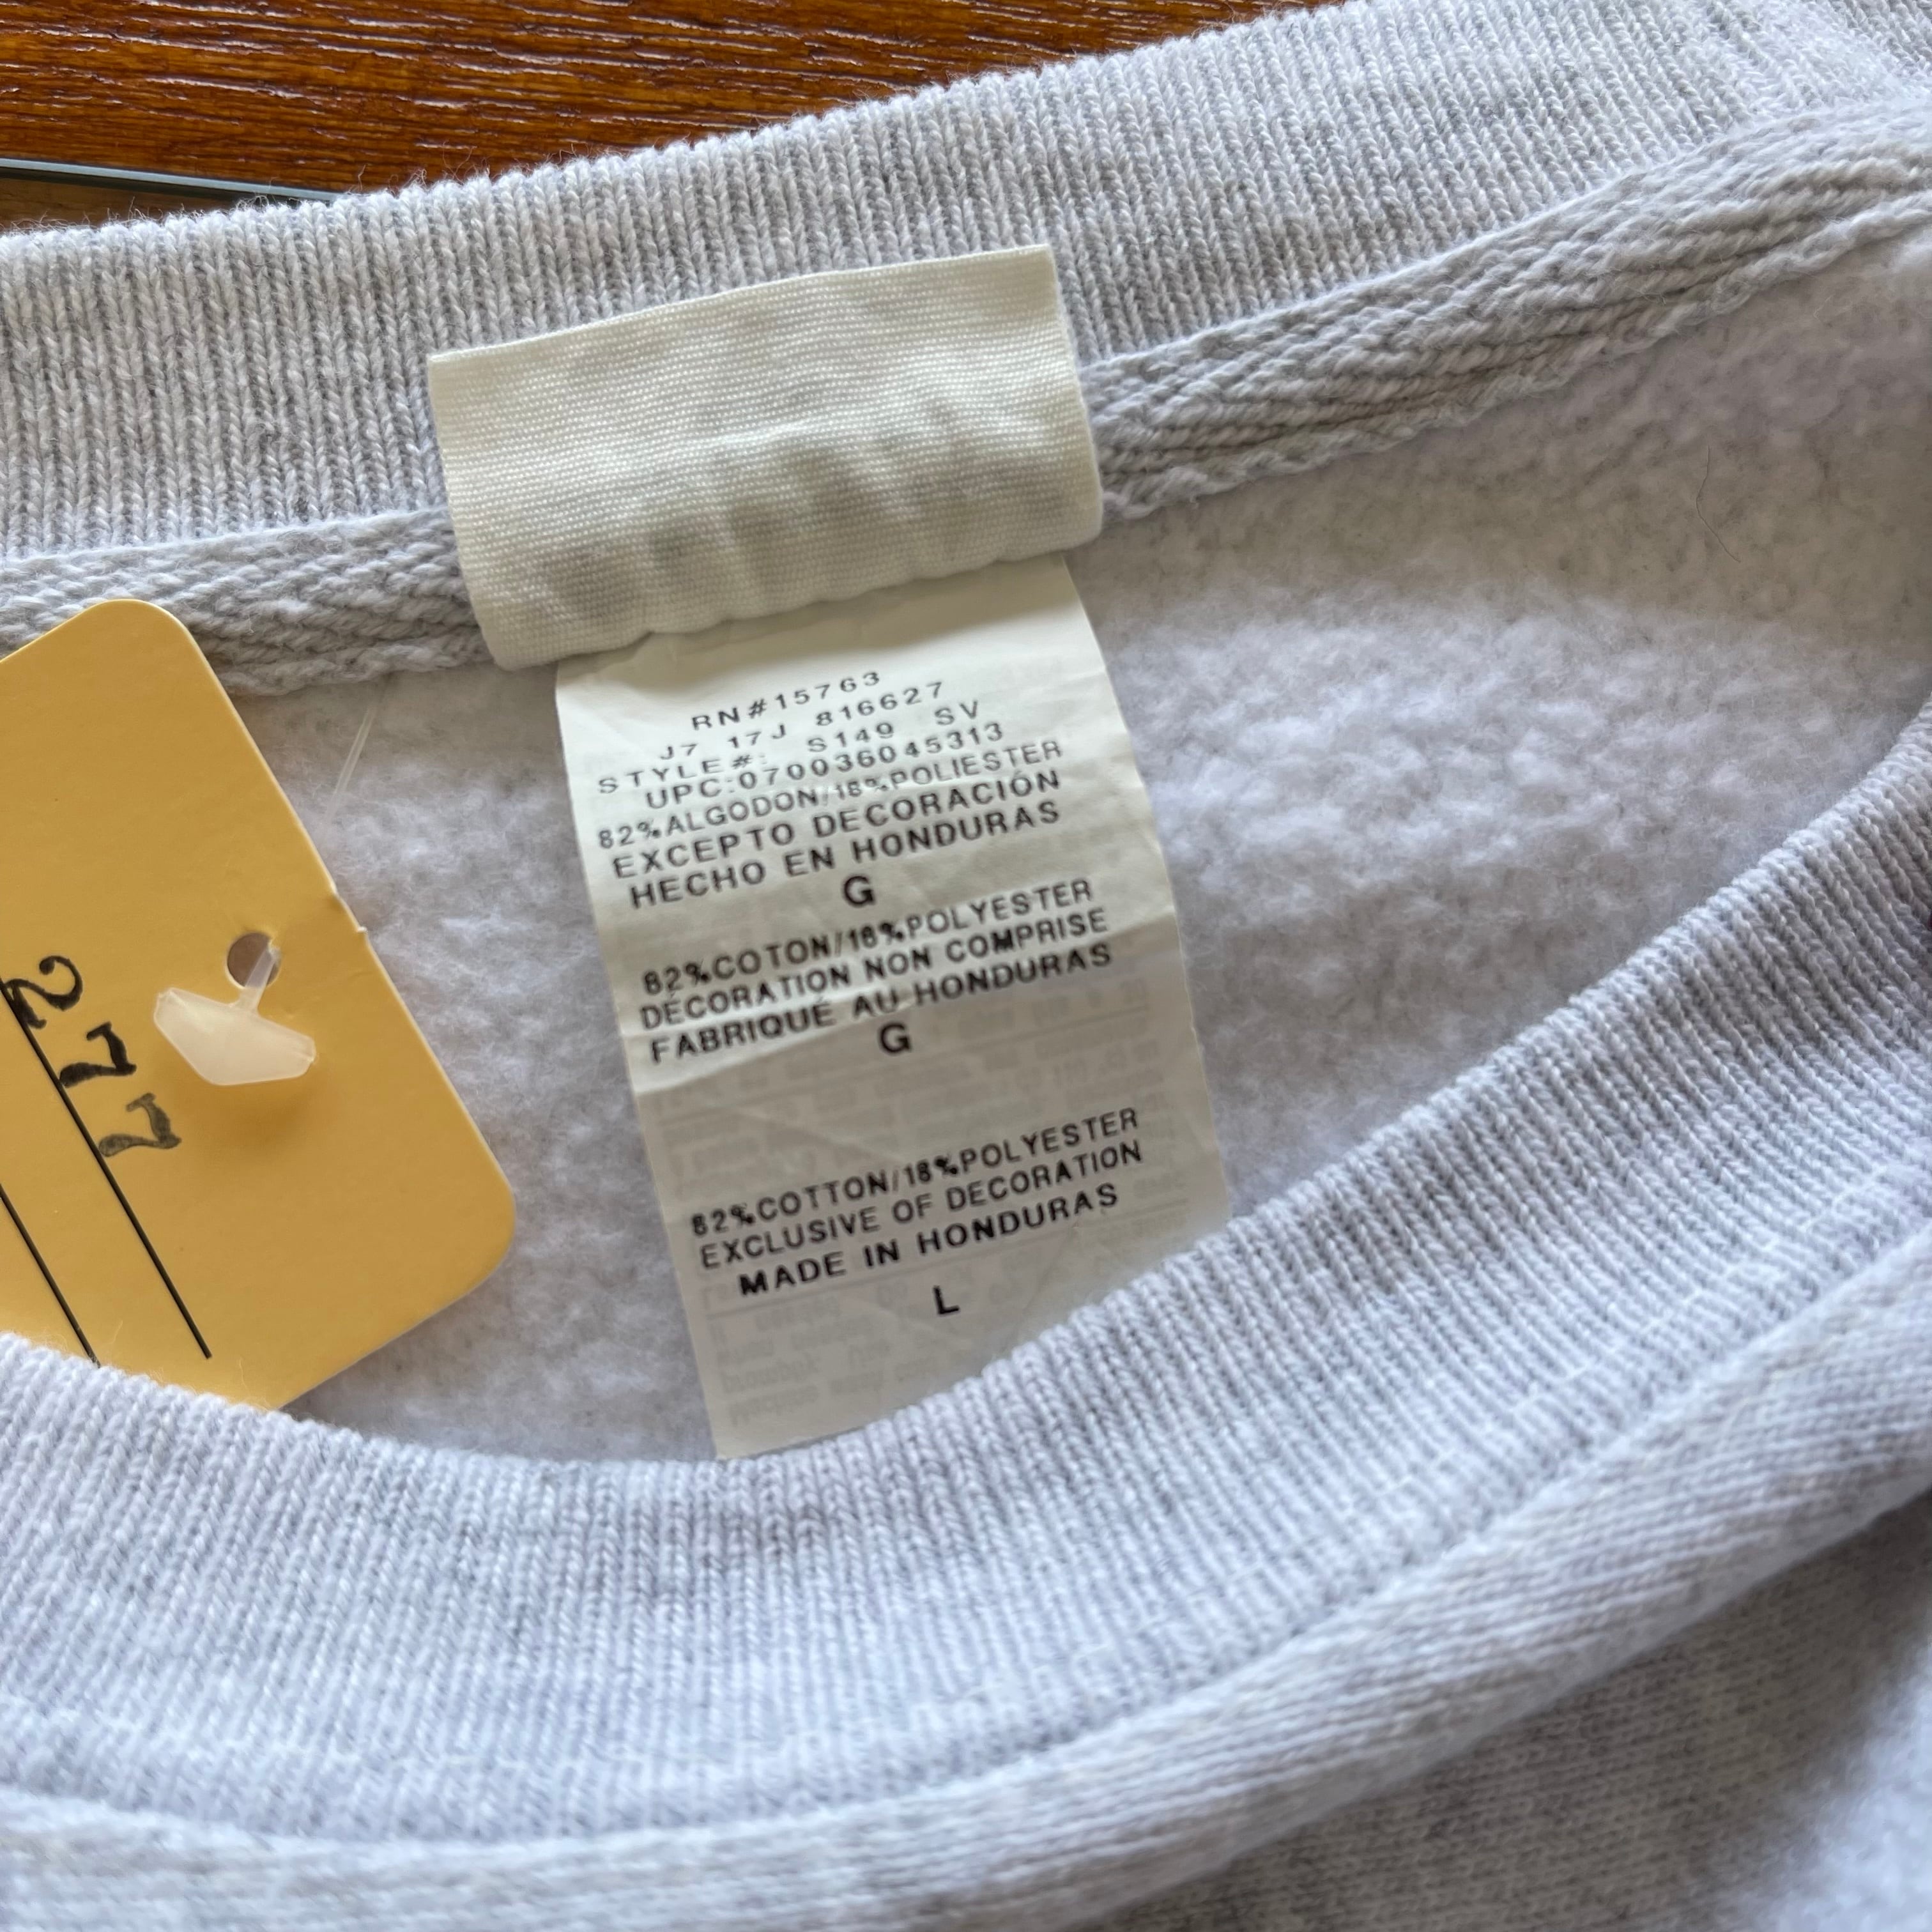 RN#15763
J7 17J 816627
STYLE#: S149 SV
UPC:070036045313
82%ALGODON/18%POLIESTER
EXCEPTO DECORACIÓN
HECHO EN HONDURAS
G
82%COTON/18%POLYESTER
DÉCORATION NON COMPRISE
FABRIQUÉ AU HONDURAS
G
82%COTTON/18%POLYESTER
EXCLUSIVE OF DECORATION
MADE IN HONDURAS
L
277